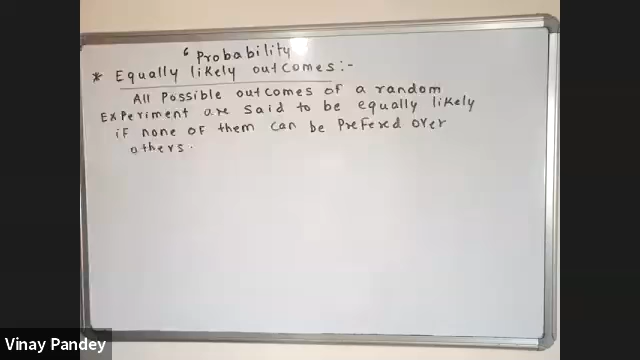 ‘ Probability
* Equally likely outcomes:-
All Possible outcomes of a random
Experiment are said to be equally likely
if none of them can be Prefered over
others.
Vinay Pandey